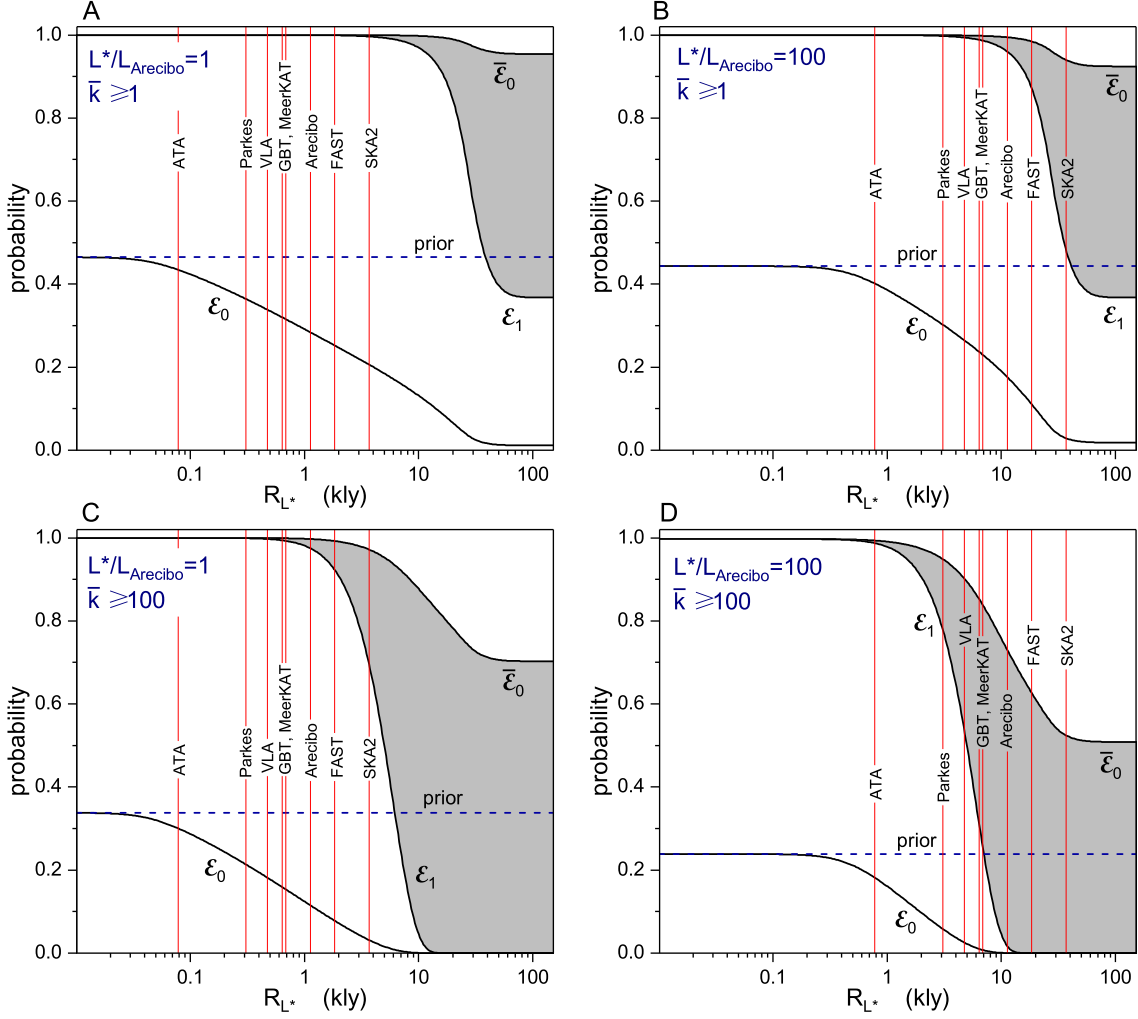 A
L*/L_Arecibo=1
k̄ ⩾1
ATA
Parkes
VLA
GBT, MeerKAT
Arecibo
FAST
SKA2
ℰ̄₀
prior
ℰ₀
ℰ₁
probability
1.0
0.8
0.6
0.4
0.2
0.0
0.1
1
10
100
R_L* (kly)
B
L*/L_Arecibo=100
k̄ ⩾1
ATA
Parkes
VLA
GBT, MeerKAT
Arecibo
FAST
SKA2
ℰ̄₀
prior
ℰ₀
ℰ₁
probability
1.0
0.8
0.6
0.4
0.2
0.0
0.1
1
10
100
R_L* (kly)
C
L*/L_Arecibo=1
k̄ ⩾100
ATA
Parkes
VLA
GBT, MeerKAT
Arecibo
FAST
SKA2
ℰ̄₀
prior
ℰ₀
ℰ₁
probability
1.0
0.8
0.6
0.4
0.2
0.0
0.1
1
10
100
R_L* (kly)
D
L*/L_Arecibo=100
k̄ ⩾100
ATA
Parkes
VLA
GBT, MeerKAT
Arecibo
FAST
SKA2
ℰ₁
ℰ̄₀
prior
ℰ₀
probability
1.0
0.8
0.6
0.4
0.2
0.0
0.1
1
10
100
R_L* (kly)